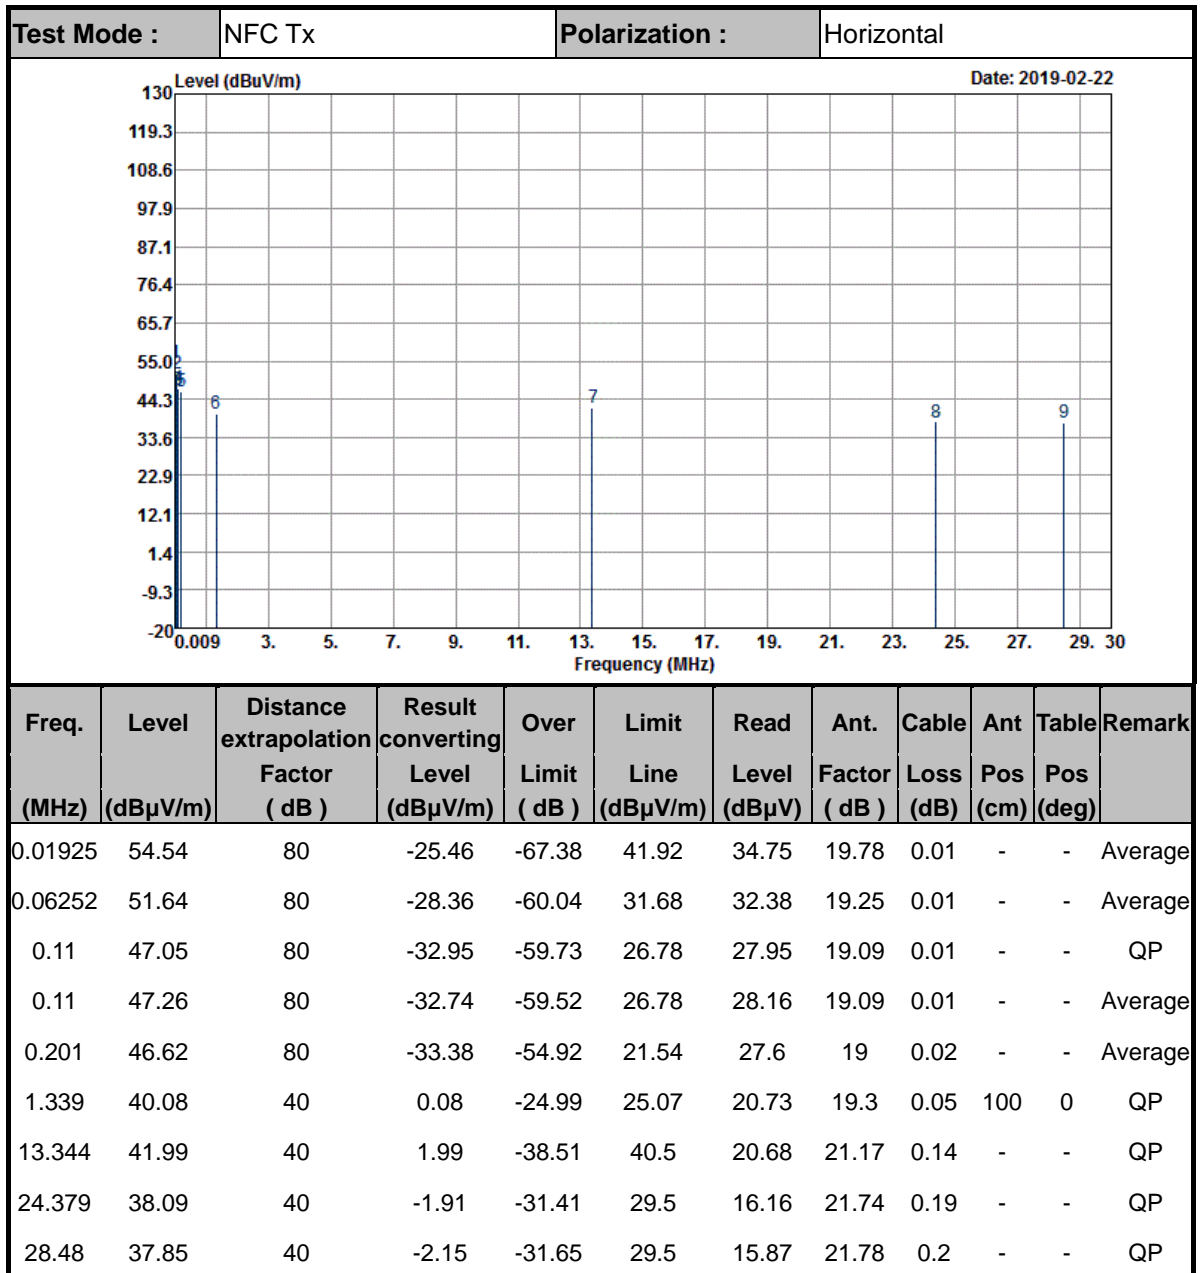 Test Mode : NFC Tx Polarization : Horizontal
Level (dBuV/m) Date: 2019-02-22
130
119.3
108.6
97.9
87.1
76.4
65.7
55.0
44.3
33.6
22.9
12.1
1.4
-9.3
-20
2
5
6
7
8
9
0.009 3. 5. 7. 9. 11. 13. 15. 17. 19. 21. 23. 25. 27. 29. 30
Frequency (MHz)
Freq. Level Distance extrapolation Result converting Over Limit Read Ant. Cable Ant Table Remark
Factor Level Limit Line Level Factor Loss Pos Pos
(MHz) (dBµV/m) ( dB ) (dBµV/m) ( dB ) (dBµV/m) (dBµV) ( dB ) (dB) (cm) (deg)
0.01925 54.54 80 -25.46 -67.38 41.92 34.75 19.78 0.01 - - Average
0.06252 51.64 80 -28.36 -60.04 31.68 32.38 19.25 0.01 - - Average
0.11 47.05 80 -32.95 -59.73 26.78 27.95 19.09 0.01 - - QP
0.11 47.26 80 -32.74 -59.52 26.78 28.16 19.09 0.01 - - Average
0.201 46.62 80 -33.38 -54.92 21.54 27.6 19 0.02 - - Average
1.339 40.08 40 0.08 -24.99 25.07 20.73 19.3 0.05 100 0 QP
13.344 41.99 40 1.99 -38.51 40.5 20.68 21.17 0.14 - - QP
24.379 38.09 40 -1.91 -31.41 29.5 16.16 21.74 0.19 - - QP
28.48 37.85 40 -2.15 -31.65 29.5 15.87 21.78 0.2 - - QP